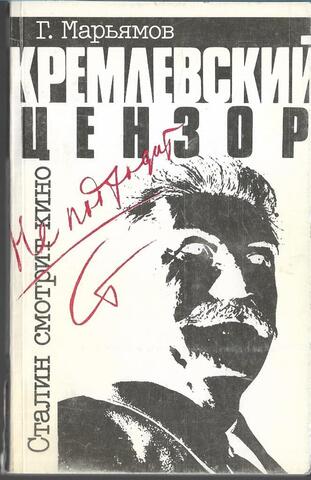 Г. Марьямов
КРЕМЛЕВСКИЙ
ЦЕНЗОР
Сталин смотрит кино
Не подходит